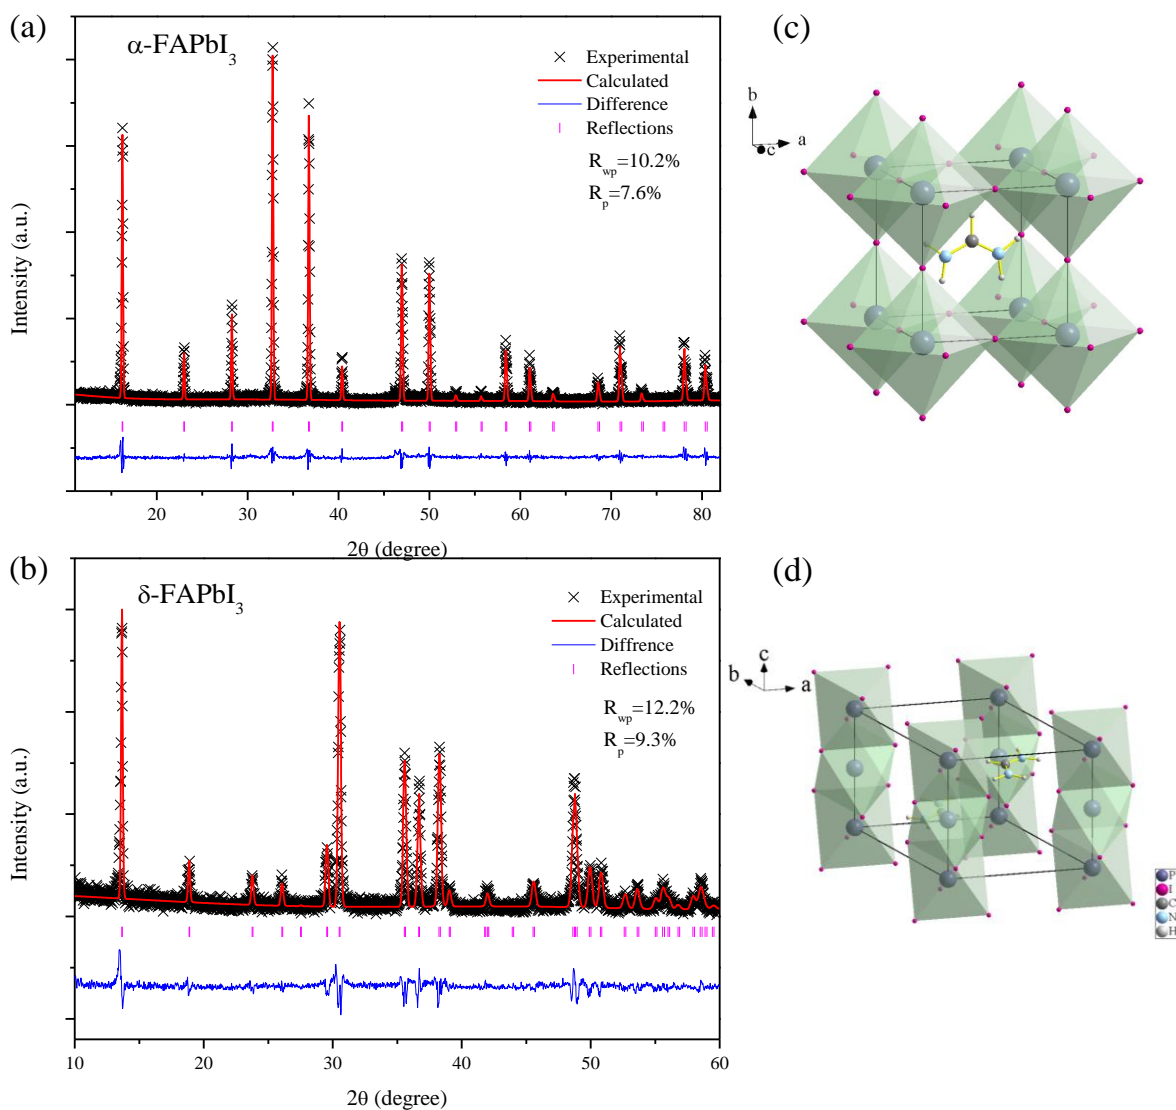 (a)
α-FAPbI3
Experimental
Calculated
Difference
Reflections
Rwp=10.2%
Rp=7.6%
Intensity (a.u.)
20 30 40 50 60 70 80
2θ (degree)
(b)
δ-FAPbI3
Experimental
Calculated
Diffrence
Reflections
Rwp=12.2%
Rp=9.3%
Intensity (a.u.)
10 20 30 40 50 60
2θ (degree)
(c)
b
a
c
(d)
c
b
a
I
N
H